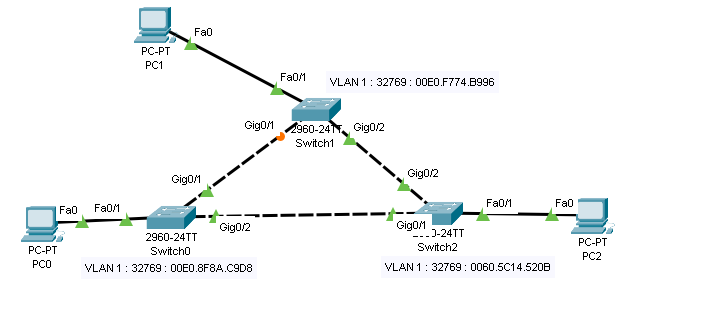 PC-PT
PC1
Fa0
Fa0/1
VLAN 1 : 32769 : 00E0.F774.B996
Gig0/1
Gig0/2
2960-24TT
Switch1
Gig0/1
Gig0/2
Fa0
Fa0/1
PC-PT
PC0
2960-24TT
Switch0
Gig0/2
VLAN 1 : 32769 : 00E0.8F8A.C9D8
Gig0/1
-24TT
Switch2
Fa0/1
Fa0
PC-PT
PC2
VLAN 1 : 32769 : 0060.5C14.520B